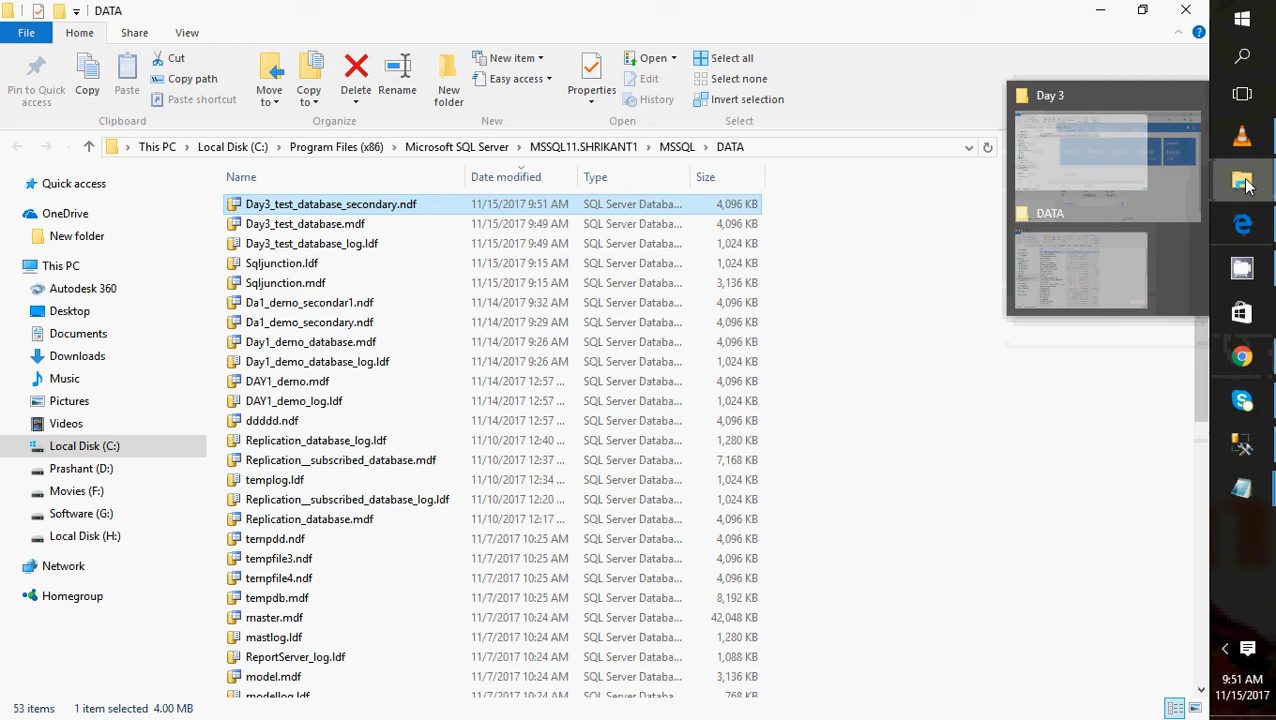 DATA
File Home Share View
Pin to Quick access
Copy
Paste
Cut
Copy path
Paste shortcut
Clipboard
Move to
Copy to
Delete
Rename
Organize
New folder
New item
Easy access
New
Properties
Open
Edit
History
Open
Select all
Select none
Invert selection
Select
This PC Local Disk (C:) Program Files (x86) Microsoft SQL Server MSSQL11.SHRIKANT MSSQL DATA
Quick access
OneDrive
New folder
This PC
Autodesk 360
Desktop
Documents
Downloads
Music
Pictures
Videos
Local Disk (C:)
Prashant (D:)
Movies (F:)
Software (G:)
Local Disk (H:)
Network
Homegroup
Name Date modified Type Size
Day3_test_database_secondary.ndf 11/15/2017 9:51 AM SQL Server Databa... 4,096 KB
Day3_test_database.mdf 11/15/2017 9:49 AM SQL Server Databa... 4,096 KB
Day3_test_database_log.ldf 11/15/2017 9:49 AM SQL Server Databa... 1,024 KB
Sqljunction.ldf 11/15/2017 9:15 AM SQL Server Databa... 1,024 KB
Sqljunction.mdf 11/15/2017 9:15 AM SQL Server Databa... 3,136 KB
Da1_demo_secondar1.ndf 11/14/2017 9:32 AM SQL Server Databa... 4,096 KB
Da1_demo_secondary.ndf 11/14/2017 9:29 AM SQL Server Databa... 4,096 KB
Day1_demo_database.mdf 11/14/2017 SQL Server Databa... 4,096 KB
Day1_demo_database_log.ldf 11/14/2017 SQL Server Databa... 1,024 KB
DAY1_demo.mdf 11/14/2017 12:57 ... SQL Server Databa... 4,096 KB
DAY1_demo_log.ldf 11/14/2017 12:57 ... SQL Server Databa... 1,024 KB
ddddd.ndf 11/14/2017 12:57 ... SQL Server Databa... 4,096 KB
Replication_database_log.ldf 11/10/2017 12:40 ... SQL Server Databa... 1,280 KB
Replication__subscribed_database.mdf 11/10/2017 12:37 ... SQL Server Databa... 7,168 KB
templog.ldf 11/10/2017 12:34 ... SQL Server Databa... 1,024 KB
Replication__subscribed_database_log.ldf 11/10/2017 12:20 ... SQL Server Databa... 1,024 KB
Replication_database.mdf 11/10/2017 12:17 ... SQL Server Databa... 4,096 KB
tempdd.ndf 11/7/2017 10:25 AM SQL Server Databa... 4,096 KB
tempfile3.ndf 11/7/2017 10:25 AM SQL Server Databa... 4,096 KB
tempfile4.ndf 11/7/2017 10:25 AM SQL Server Databa... 4,096 KB
tempdb.mdf 11/7/2017 10:25 AM SQL Server Databa... 8,192 KB
master.mdf 11/7/2017 10:24 AM SQL Server Databa... 42,048 KB
mastlog.ldf 11/7/2017 10:24 AM SQL Server Databa... 1,280 KB
ReportServer_log.ldf 11/7/2017 10:24 AM SQL Server Databa... 1,088 KB
model.mdf 11/7/2017 10:24 AM SQL Server Databa... 3,136 KB
modellog.ldf 11/7/2017 10:24 AM SQL Server Databa... 768 KB
Day 3
DATA
53 items 1 item selected 4.00 MB
9:51 AM
11/15/2017